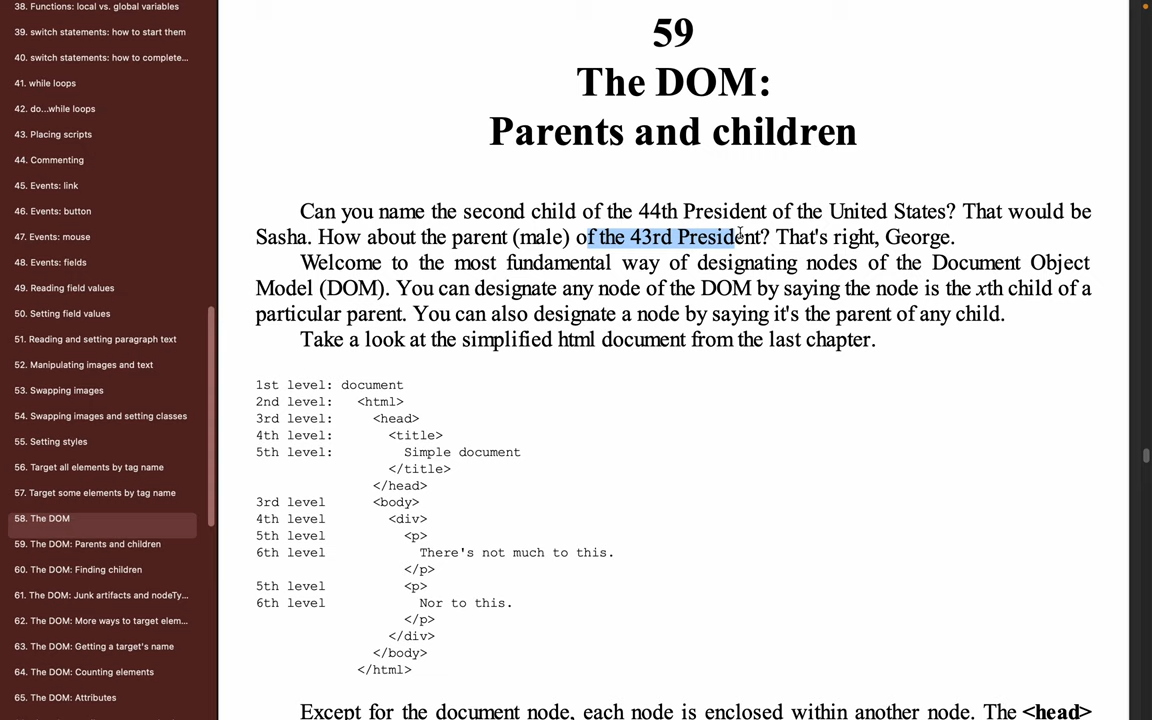 38. Functions: local vs. global variables
39. switch statements: how to start them
40. switch statements: how to complete...
41. while loops
42. do...while loops
43. Placing scripts
44. Commenting
45. Events: link
46. Events: button
47. Events: mouse
48. Events: fields
49. Reading field values
50. Setting field values
51. Reading and setting paragraph text
52. Manipulating images and text
53. Swapping images
54. Swapping images and setting classes
55. Setting styles
56. Target all elements by tag name
57. Target some elements by tag name
58. The DOM
59. The DOM: Parents and children
60. The DOM: Finding children
61. The DOM: Junk artifacts and nodeTy...
62. The DOM: More ways to target elem...
63. The DOM: Getting a target's name
64. The DOM: Counting elements
65. The DOM: Attributes
59
The DOM:
Parents and children
Can you name the second child of the 44th President of the United States? That would be
Sasha. How about the parent (male) of the 43rd President? That's right, George.
Welcome to the most fundamental way of designating nodes of the Document Object
Model (DOM). You can designate any node of the DOM by saying the node is the xth child of a
particular parent. You can also designate a node by saying it's the parent of any child.
Take a look at the simplified html document from the last chapter.
1st level: document
2nd level: <html>
3rd level: <head>
4th level: <title>
5th level: Simple document
</title>
</head>
3rd level <body>
4th level <div>
5th level <p>
6th level There's not much to this.
</p>
5th level <p>
6th level Nor to this.
</p>
</div>
</body>
</html>
Except for the document node, each node is enclosed within another node. The <head>